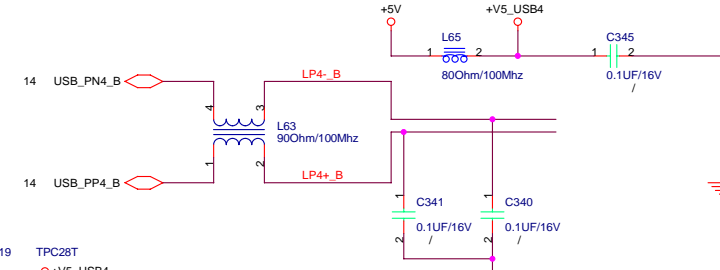 +5V +V5_USB4
L65 C345
1 2 1 2
80Ohm/100Mhz 0.1UF/16V
/
14 USB_PN4_B LP4-_B
4 3
L63
90Ohm/100Mhz
1 2
14 USB_PP4_B LP4+_B
1 C341 1 C340
0.1UF/16V 0.1UF/16V
2 / 2 /
19 TPC28T
+V5_USB4